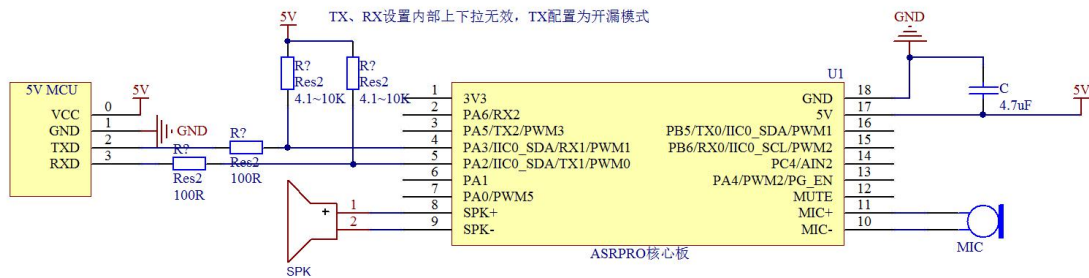 TX、RX设置内部上下拉无效，TX配置为开漏模式
5V
R?
Res2
4.1~10K
R?
Res2
4.1~10K
5V MCU
VCC
GND
TXD
RXD
0
1
2
3
5V
GND
R?
Res2
100R
R?
Res2
100R
SPK
1
2
+
U1
1
2
3
4
5
6
7
8
9
3V3
PA6/RX2
PA5/TX2/PWM3
PA3/IIC0_SDA/RX1/PWM1
PA2/IIC0_SDA/TX1/PWM0
PA1
PA0/PWM5
SPK+
SPK-
GND
5V
PB5/TX0/IIC0_SDA/PWM1
PB6/RX0/IIC0_SCL/PWM2
PC4/AIN2
PA4/PWM2/PG_EN
MUTE
MIC+
MIC-
18
17
16
15
14
13
12
11
10
ASRPRO核心板
GND
C
4.7uF
5V
MIC